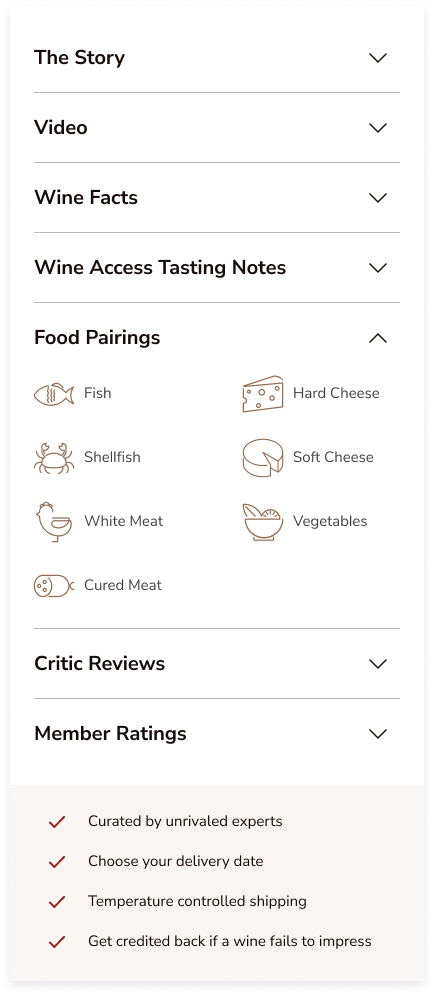 The Story
Video
Wine Facts
Wine Access Tasting Notes
Food Pairings
Fish
Hard Cheese
Shellfish
Soft Cheese
White Meat
Vegetables
Cured Meat
Critic Reviews
Member Ratings
Curated by unrivaled experts
Choose your delivery date
Temperature controlled shipping
Get credited back if a wine fails to impress